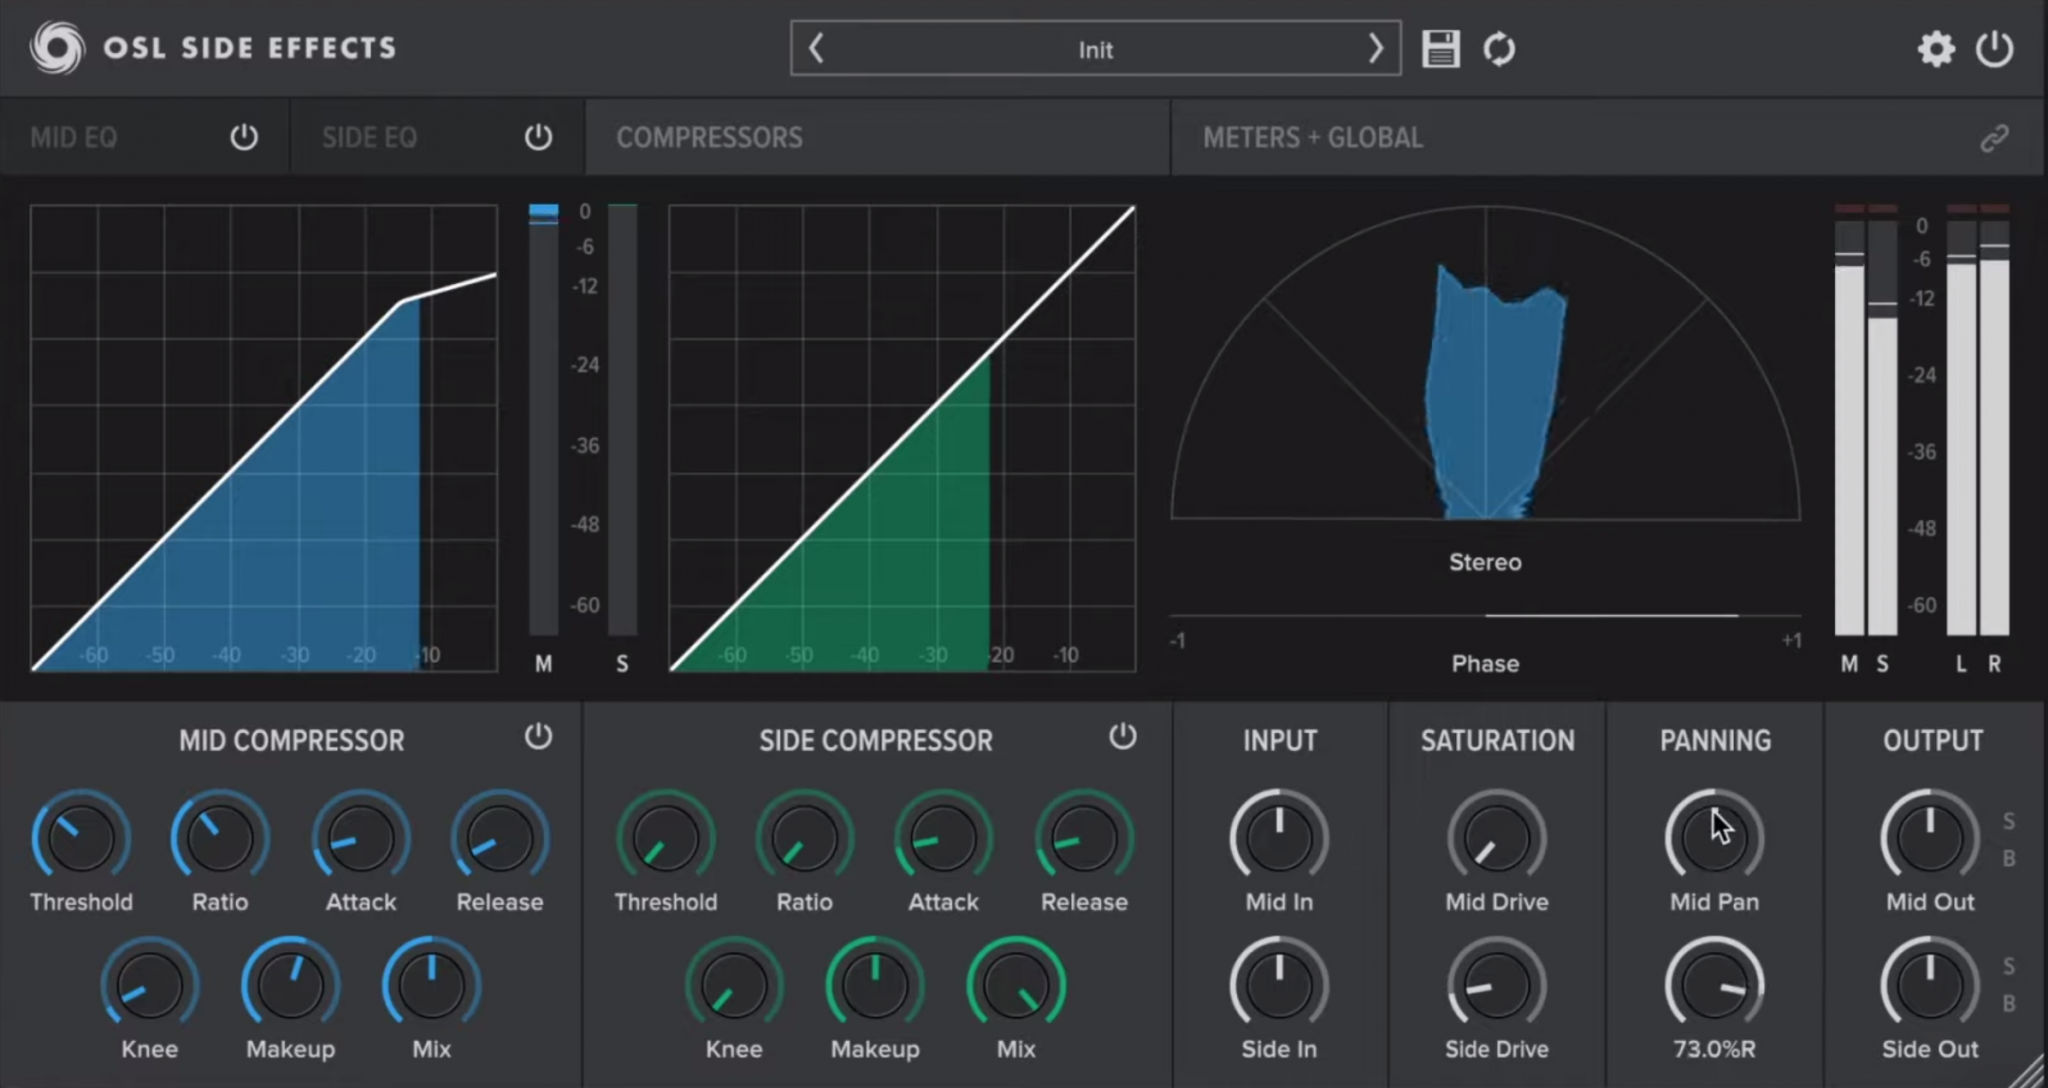 OSL SIDE EFFECTS
Init
MID EQ
SIDE EQ
COMPRESSORS
METERS + GLOBAL
-60 -50 -40 -30 -20 -10
0
-6
-12
-24
-36
-48
-60
M S
-60 -50 -40 -30 -20 -10
Stereo
-1 +1
Phase
0
-6
-12
-24
-36
-48
-60
M S L R
MID COMPRESSOR
Threshold Ratio Attack Release
Knee Makeup Mix
SIDE COMPRESSOR
Threshold Ratio Attack Release
Knee Makeup Mix
INPUT
Mid In
Side In
SATURATION
Mid Drive
Side Drive
PANNING
Mid Pan
73.0%R
OUTPUT
S
B
Mid Out
S
B
Side Out